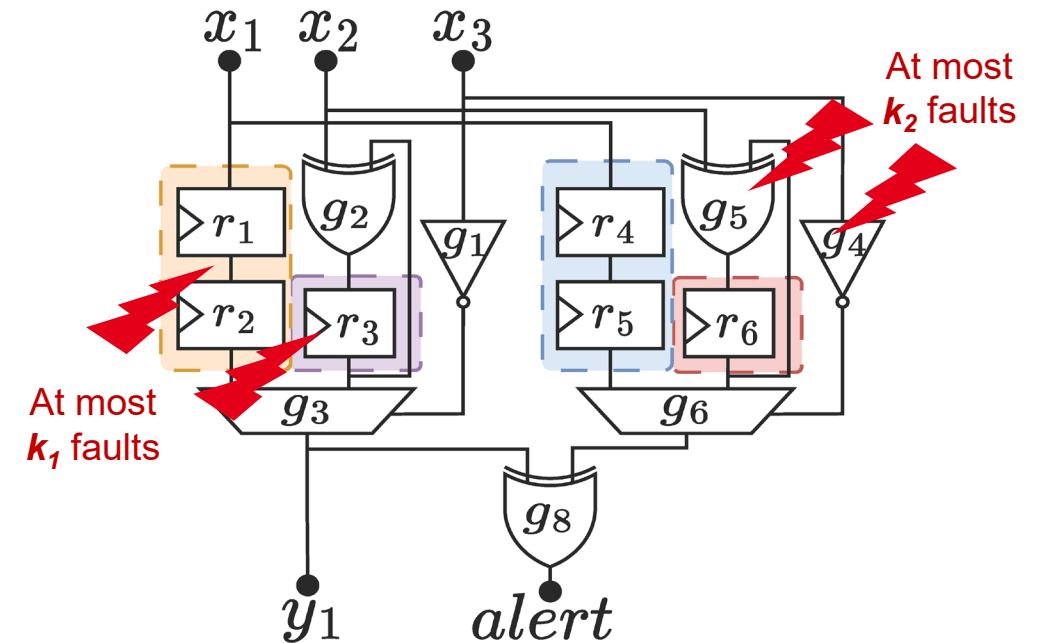 x1 x2 x3
At most
k2 faults
r1 g2 g1 r4 g5 g4
r2 r3 r5 r6
g3 g6
At most
k1 faults
g8
y1 alert